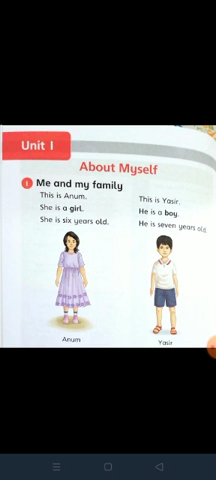 Unit 1
About Myself
1 Me and my family
This is Anum.
She is a girl.
She is six years old.
This is Yasir.
He is a boy.
He is seven years old.
Anum
Yasir